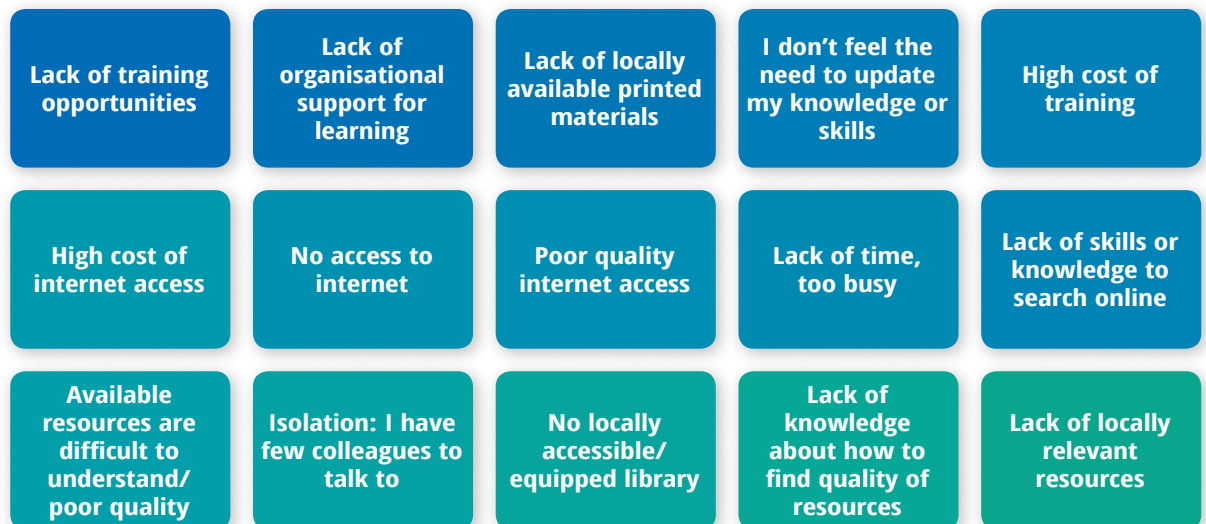 Lack of training
opportunities
Lack of
organisational
support for
learning
Lack of locally
available printed
materials
I don’t feel the
need to update
my knowledge or
skills
High cost of
training
High cost of
internet access
No access to
internet
Poor quality
internet access
Lack of time,
too busy
Lack of skills or
knowledge to
search online
Available
resources are
difficult to
understand/
poor quality
Isolation: I have
few colleagues to
talk to
No locally
accessible/
equipped library
Lack of
knowledge
about how to
find quality of
resources
Lack of locally
relevant
resources